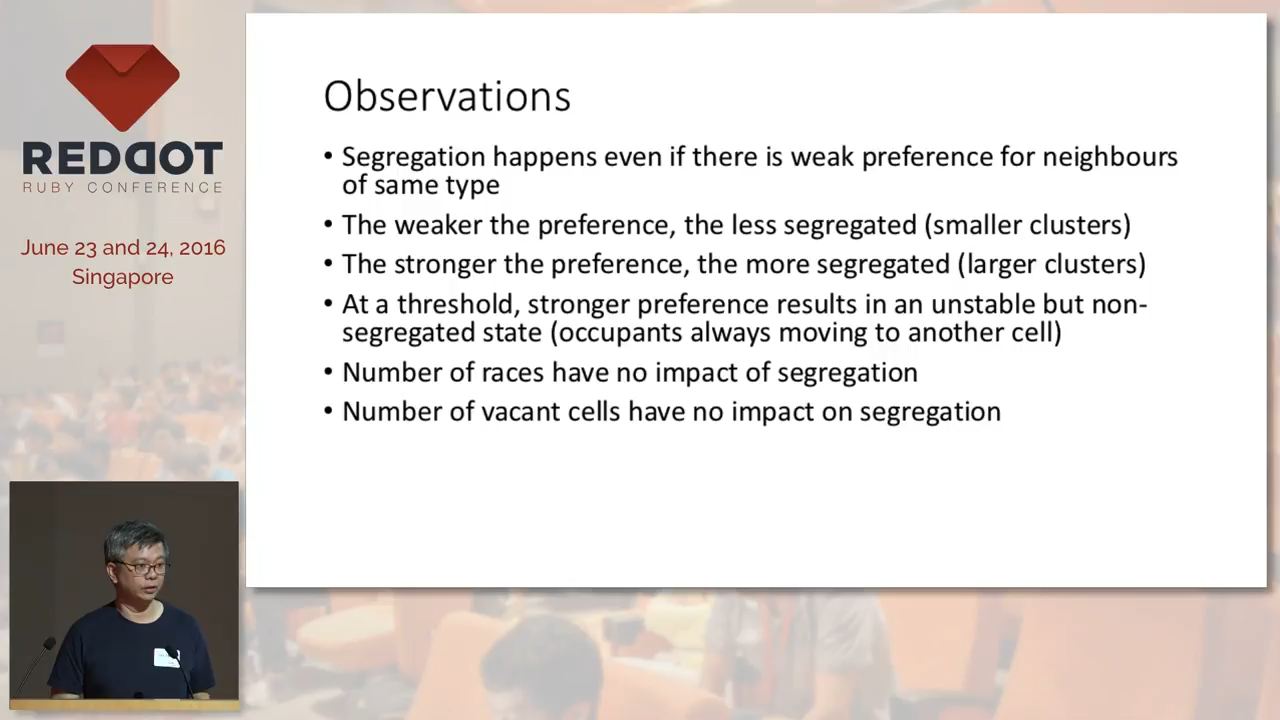 REDDOT
RUBY CONFERENCE
June 23 and 24, 2016
Singapore
Observations
• Segregation happens even if there is weak preference for neighbours
of same type
• The weaker the preference, the less segregated (smaller clusters)
• The stronger the preference, the more segregated (larger clusters)
• At a threshold, stronger preference results in an unstable but non-
segregated state (occupants always moving to another cell)
• Number of races have no impact of segregation
• Number of vacant cells have no impact on segregation